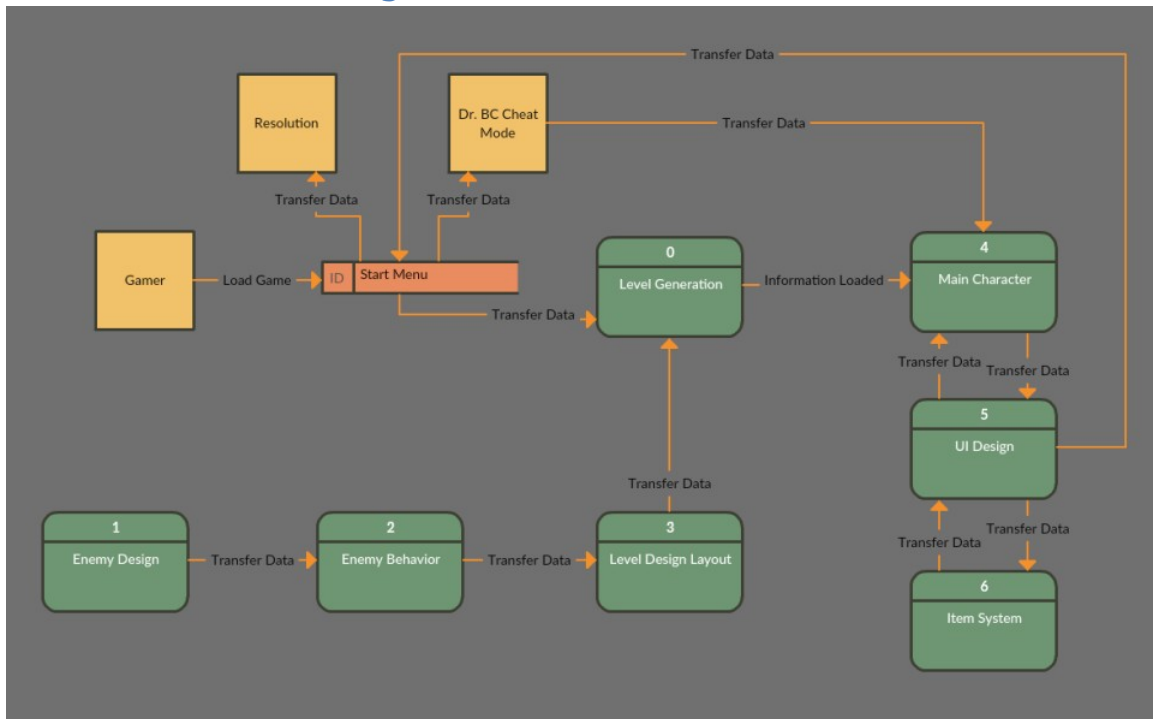 Transfer Data
Resolution
Dr. BC Cheat
Mode
Transfer Data
Transfer Data
Transfer Data
Gamer
Load Game
ID
Start Menu
0
Level Generation
Information Loaded
4
Main Character
Transfer Data
Transfer Data
Transfer Data
5
UI Design
Transfer Data
1
Enemy Design
Transfer Data
2
Enemy Behavior
Transfer Data
3
Level Design Layout
Transfer Data
Transfer Data
6
Item System